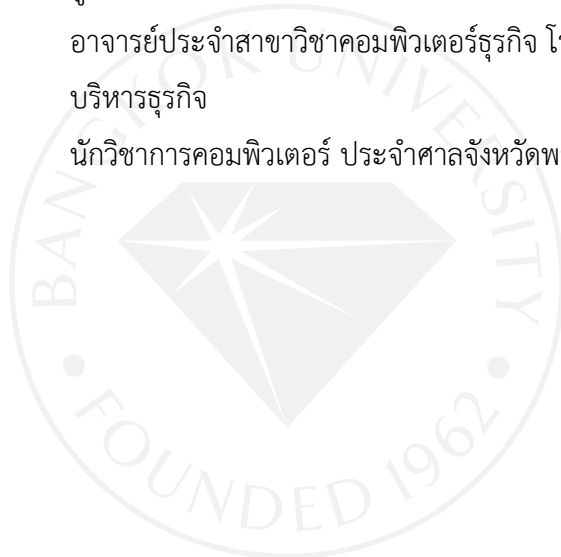 อาจารย์ประจำสาขาวิชาคอมพิวเตอร์ธุรกิจ
บริหารธุรกิจ
นักวิชาการคอมพิวเตอร์ ประจำศาลจังหวัด
BANGKOK UNIVERSITY
FOUNDED 1962